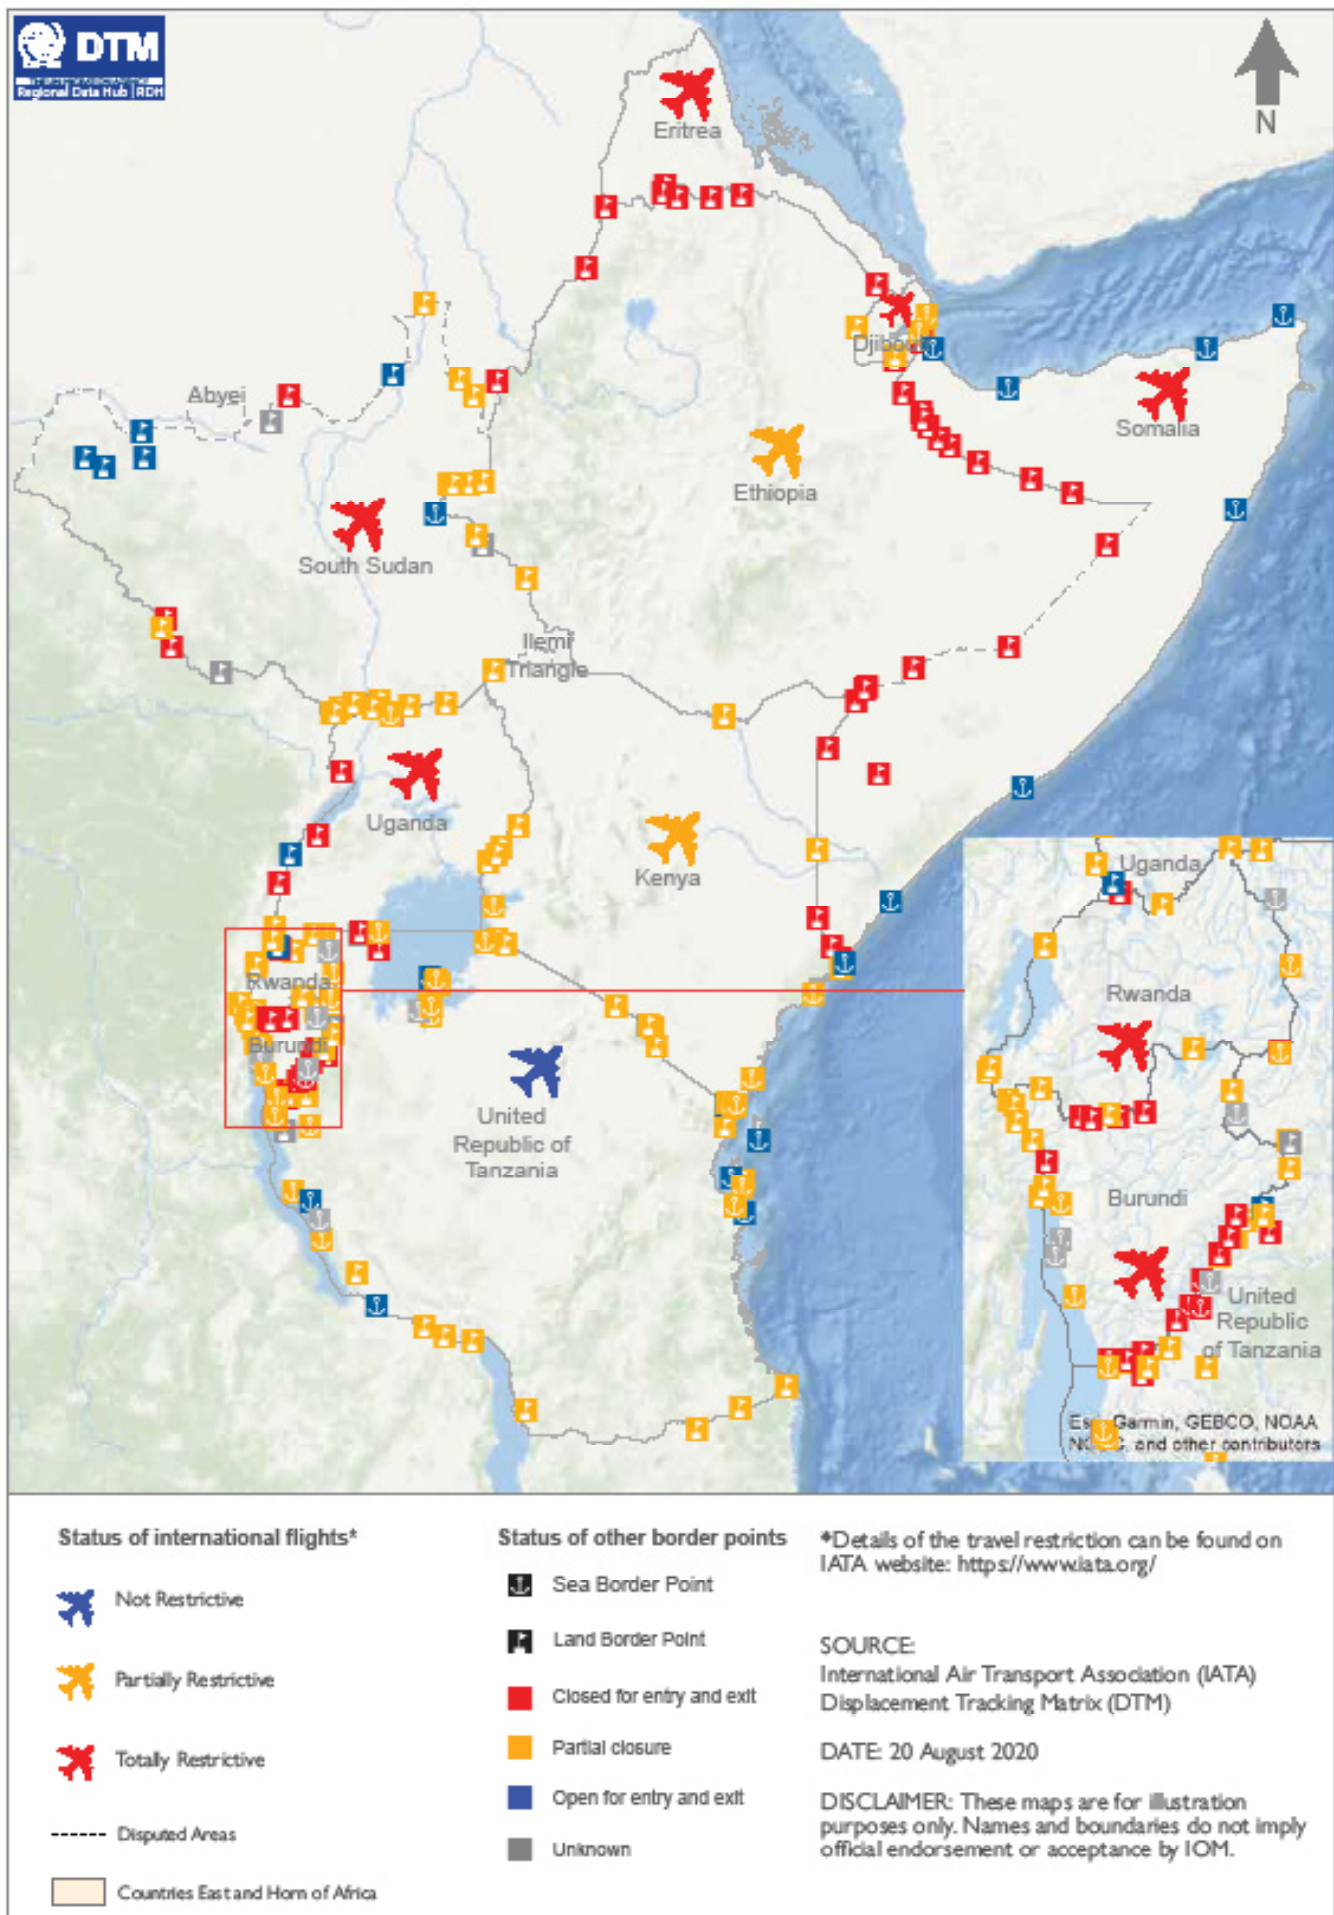 DTM
Regional Data Hub | RDH
N
Eritrea
Abyei
Djibouti
Somalia
Ethiopia
South Sudan
Ilemi
Triangle
Uganda
Kenya
Rwanda
Burundi
United
Republic of
Tanzania
Uganda
Rwanda
Burundi
United
Republic
of Tanzania
Garmin, GEBCO, NOAA
and other contributors
Status of international flights*
Not Restrictive
Partially Restrictive
Totally Restrictive
Disputed Areas
Countries East and Horn of Africa
Status of other border points
Sea Border Point
Land Border Point
Closed for entry and exit
Partial closure
Open for entry and exit
Unknown
*Details of the travel restriction can be found on
IATA website: https://www.iata.org/
SOURCE:
International Air Transport Association (IATA)
Displacement Tracking Matrix (DTM)
DATE: 20 August 2020
DISCLAIMER: These maps are for illustration
purposes only. Names and boundaries do not imply
official endorsement or acceptance by IOM.